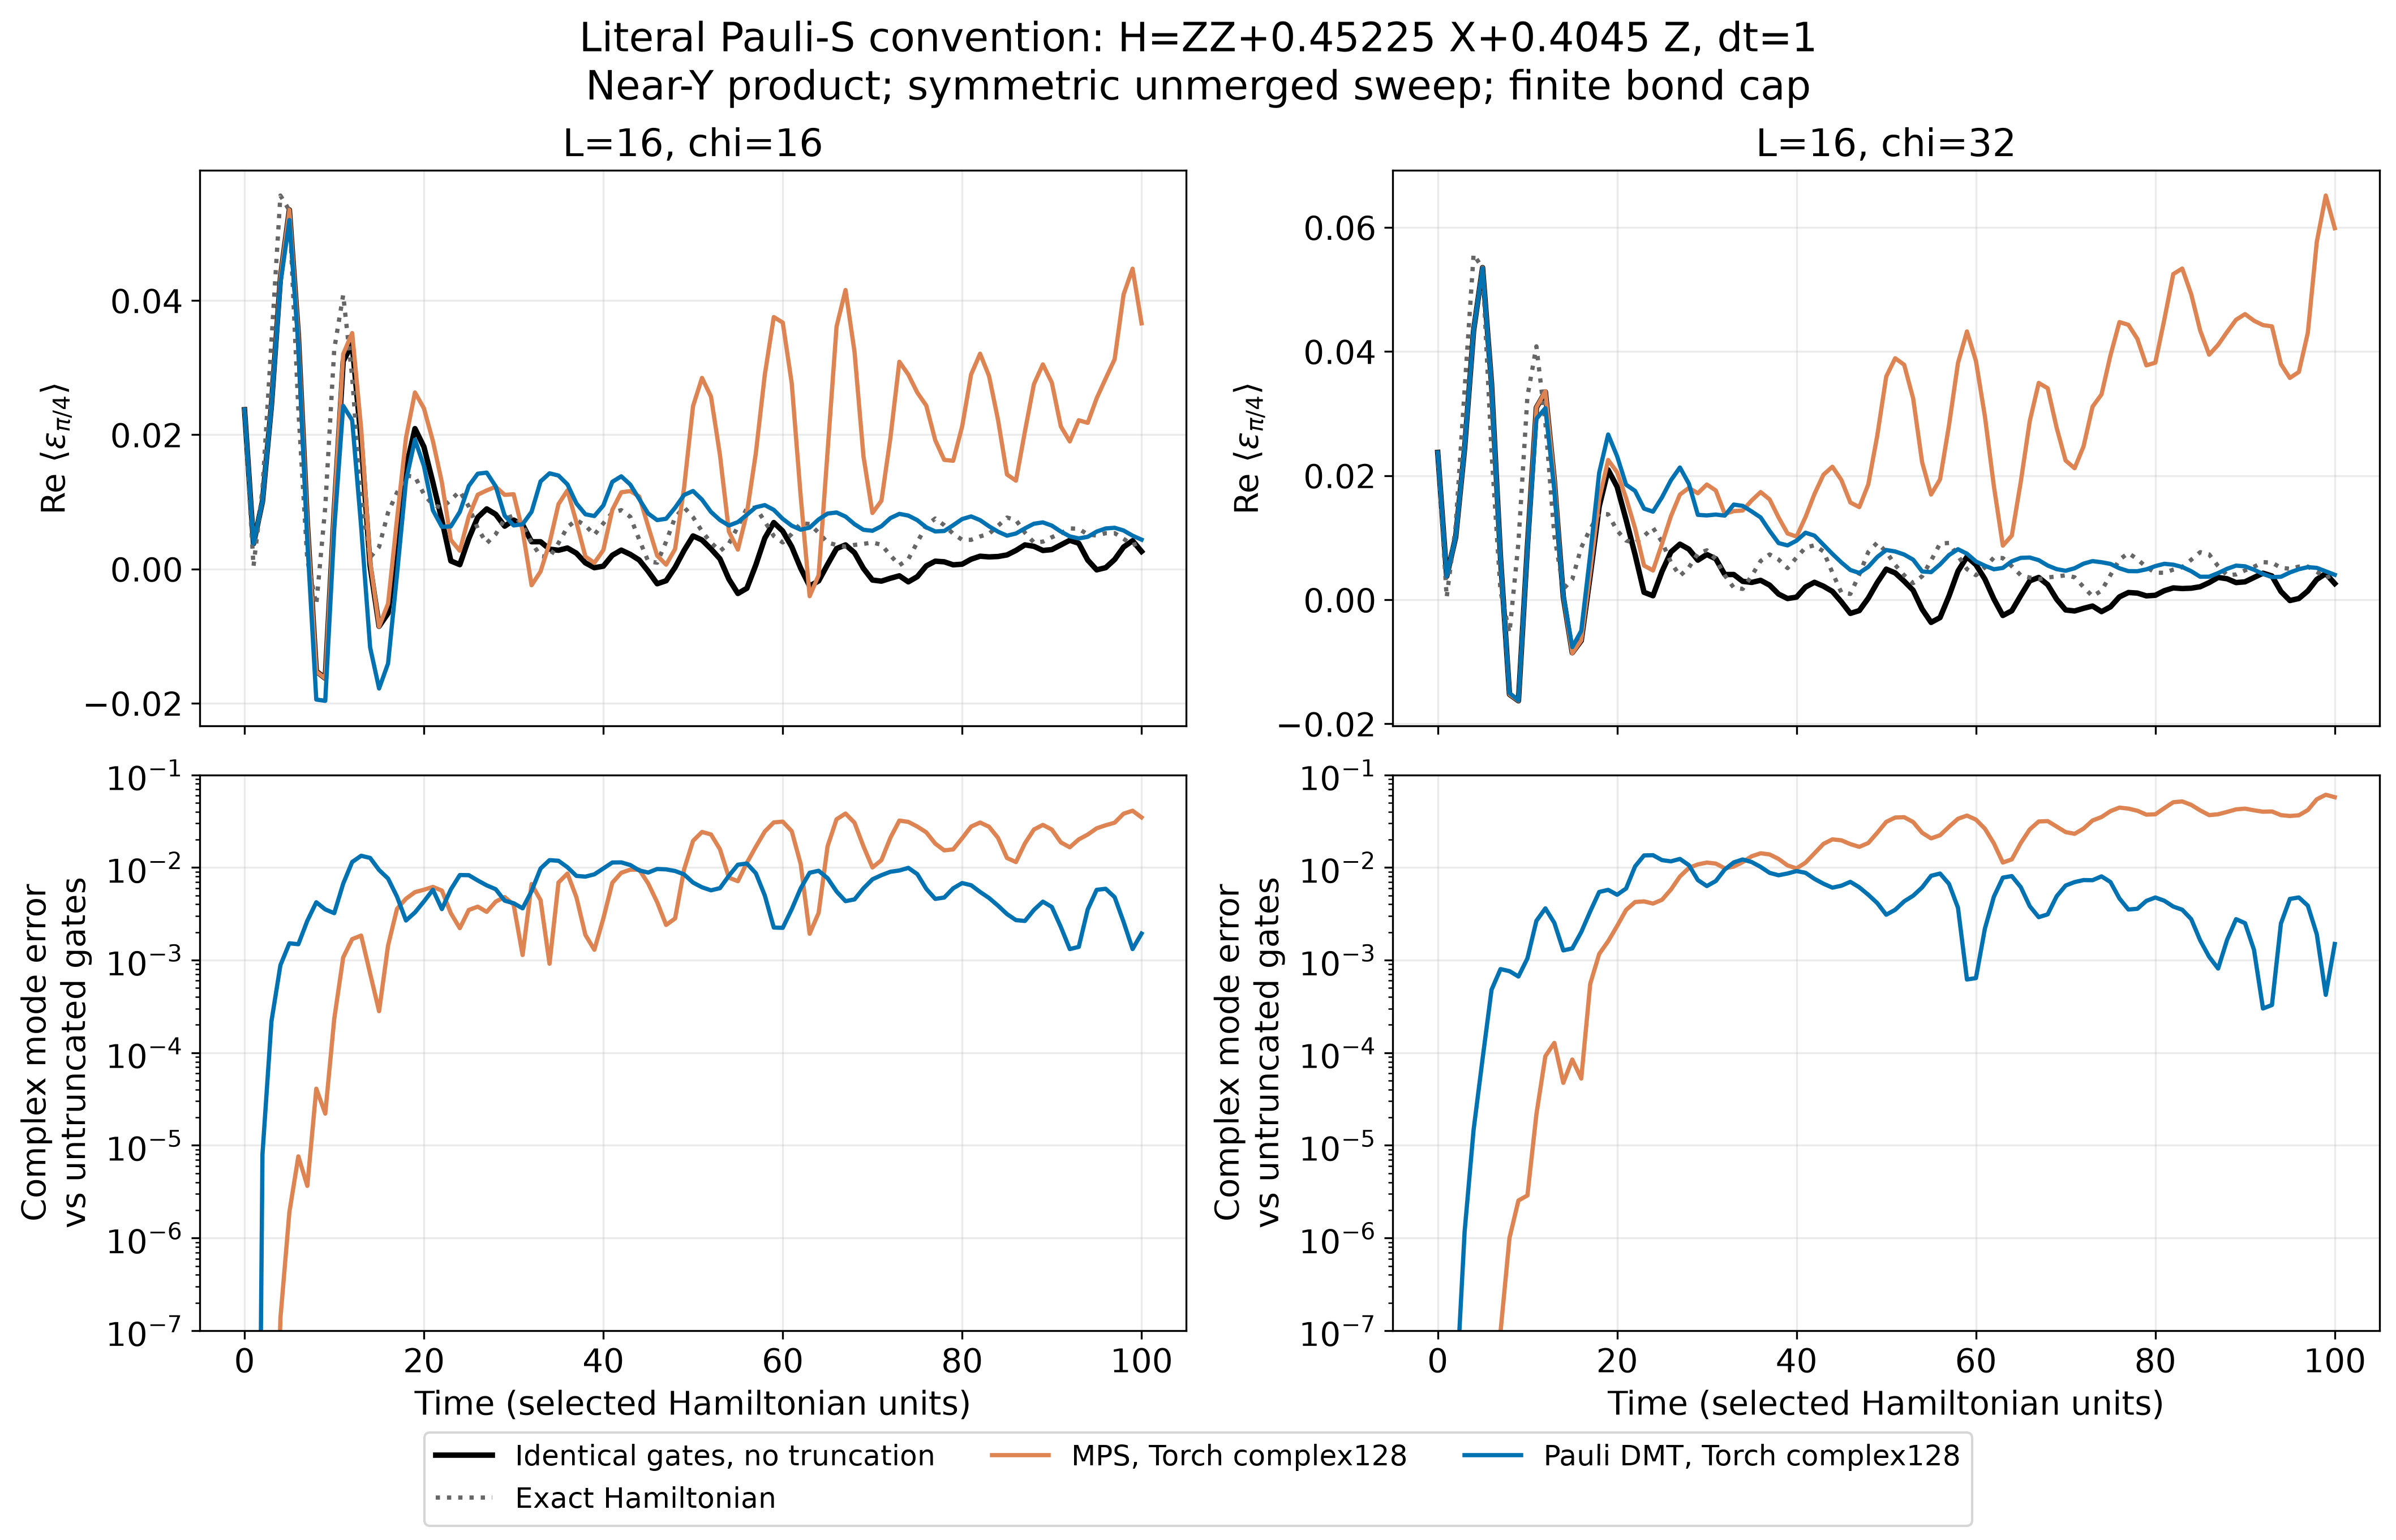 Literal Pauli-S convention: H=ZZ+0.45225 X+0.4045 Z, dt=1
Near-Y product; symmetric unmerged sweep; finite bond cap
L=16, chi=16
Re ⟨ε_{π/4}⟩
0.04
0.02
0.00
−0.02
L=16, chi=32
Re ⟨ε_{π/4}⟩
0.06
0.04
0.02
0.00
−0.02
Complex mode error
vs untruncated gates
10⁻¹
10⁻²
10⁻³
10⁻⁴
10⁻⁵
10⁻⁶
10⁻⁷
0 20 40 60 80 100
Time (selected Hamiltonian units)
Complex mode error
vs untruncated gates
10⁻¹
10⁻²
10⁻³
10⁻⁴
10⁻⁵
10⁻⁶
10⁻⁷
0 20 40 60 80 100
Time (selected Hamiltonian units)
Identical gates, no truncation
Exact Hamiltonian
MPS, Torch complex128
Pauli DMT, Torch complex128